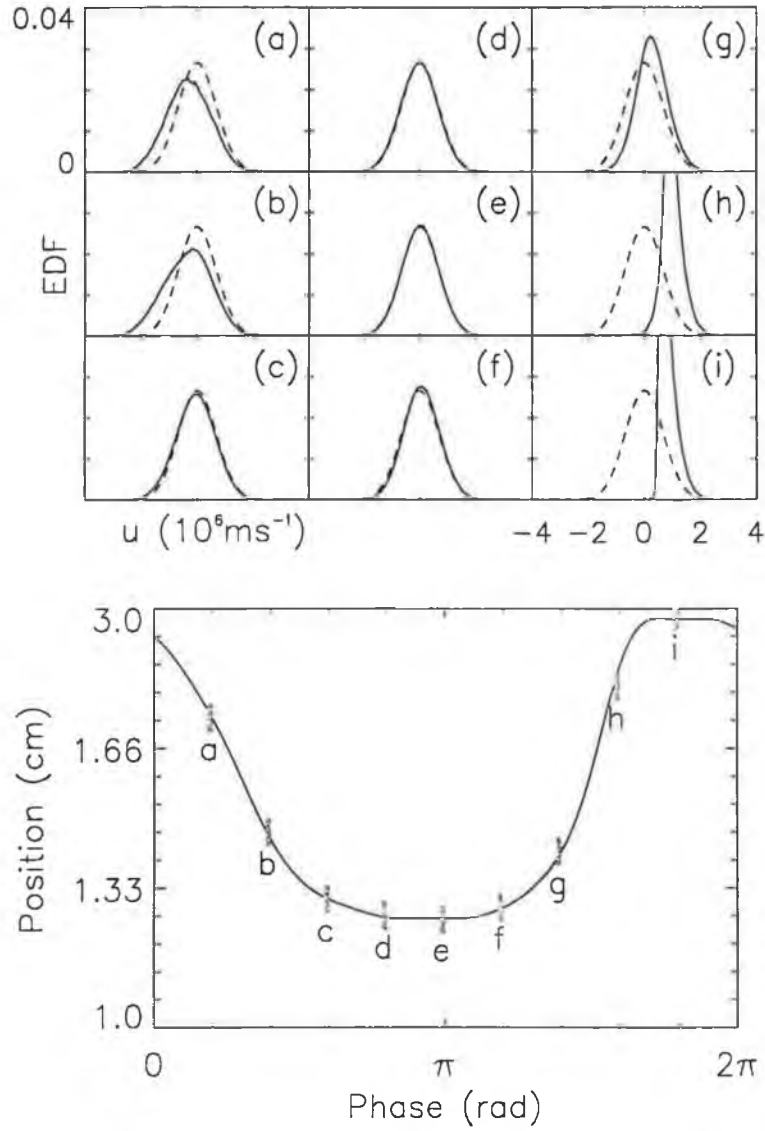 0.04
(a) (d) (g)
0
EDF
(b) (e) (h)
(c) (f) (i)
u (10⁶ms⁻¹)
-4 -2 0 2 4
3.0
1.66
1.33
1.0
Position (cm)
a
b
c
d
e
f
g
h
i
0 π 2π
Phase (rad)